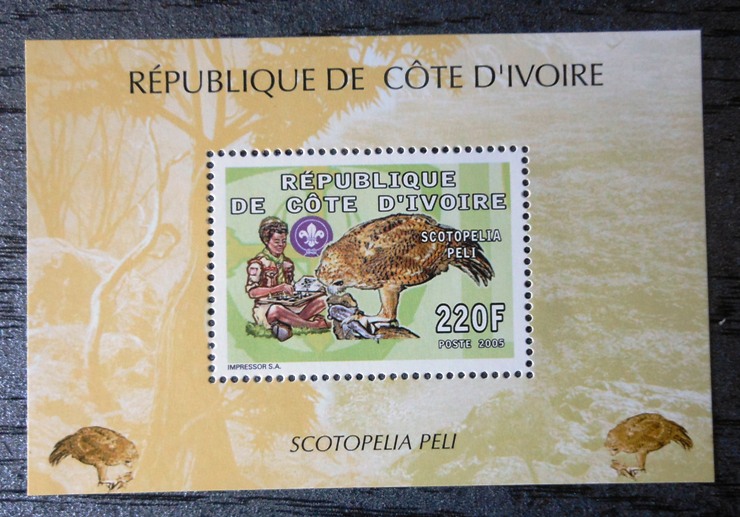 RÉPUBLIQUE DE CÔTE D'IVOIRE
RÉPUBLIQUE
DE CÔTE D'IVOIRE
SCOTOPELIA
PELI
220F
POSTE 2005
IMPRESSOR S.A.
SCOTOPELIA PELI